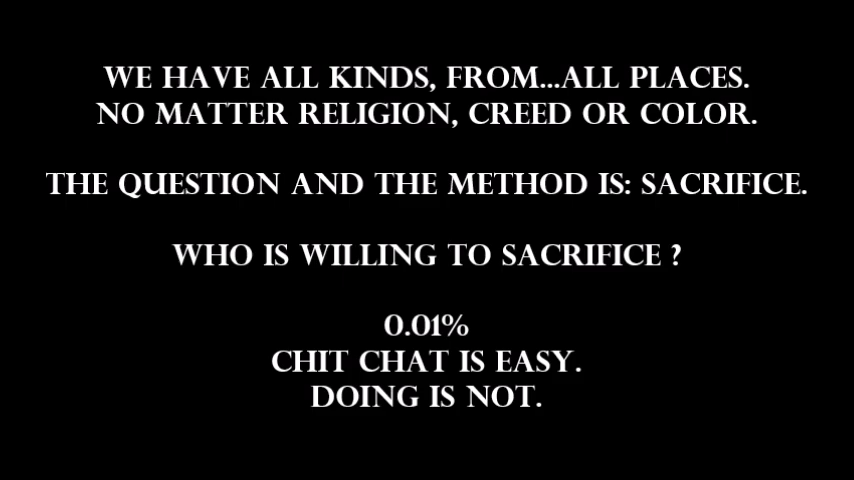 WE HAVE ALL KINDS, FROM...ALL PLACES.
NO MATTER RELIGION, CREED OR COLOR.
THE QUESTION AND THE METHOD IS: SACRIFICE.
WHO IS WILLING TO SACRIFICE ?
0.01%
CHIT CHAT IS EASY.
DOING IS NOT.